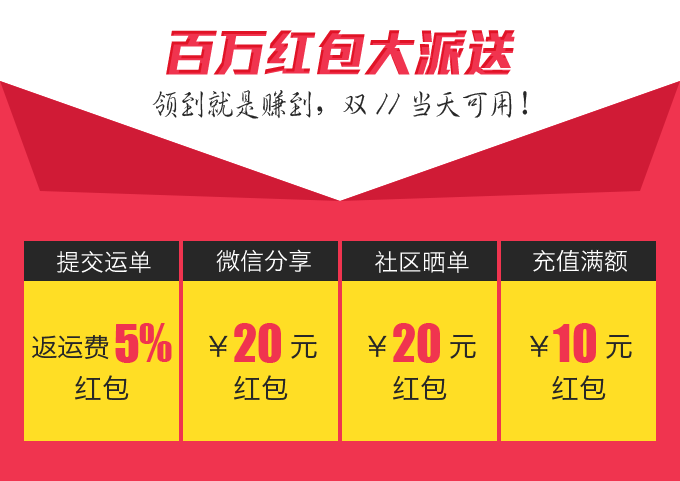 百万红包大派送
领到就是赚到，双11当天可用！
提交运单
返运费5%
红包
微信分享
￥20元
红包
社区晒单
￥20元
红包
充值满额
￥10元
红包